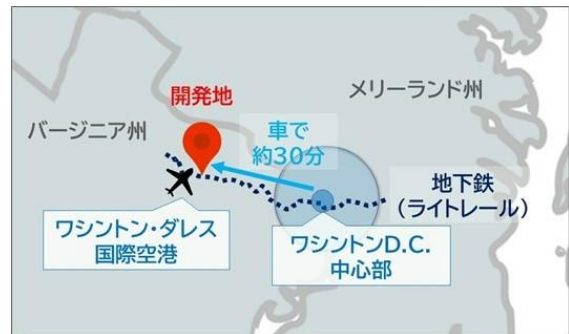 開発地
メリーランド州
バージニア州
車で
約30分
地下鉄
(ライトレール)
ワシントン・ダレス
国際空港
ワシントンD.C.
中心部